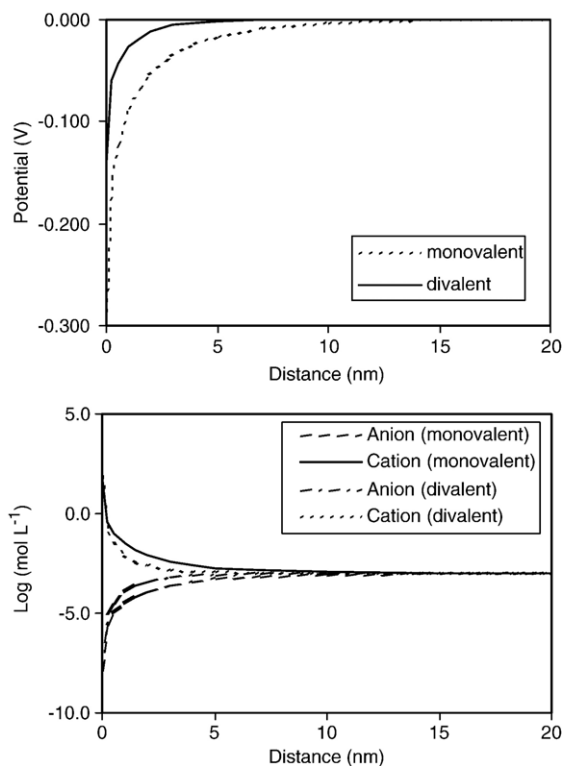 0.000
-0.100
-0.200
-0.300
Potential (V)
monovalent
divalent
0 5 10 15 20
Distance (nm)
5.0
0.0
-5.0
-10.0
Log (mol L⁻¹)
Anion (monovalent)
Cation (monovalent)
Anion (divalent)
Cation (divalent)
0 5 10 15 20
Distance (nm)